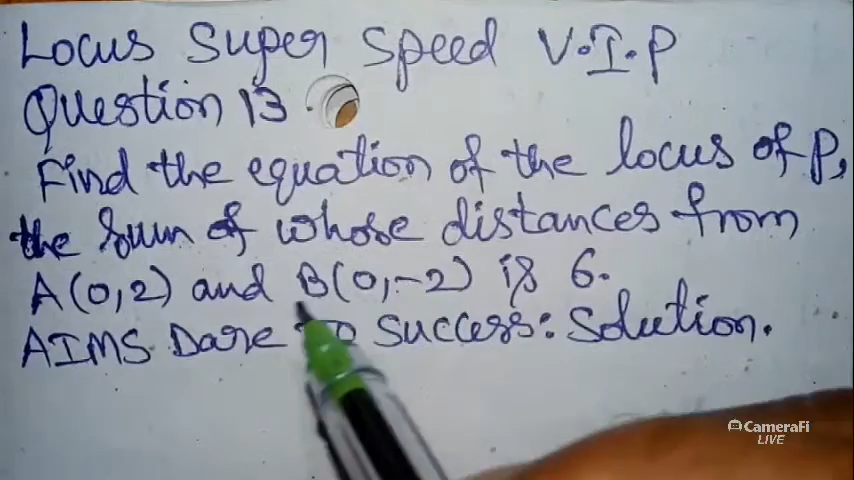 Locus Super Speed V.I.P
Question 13.
Find the equation of the locus of P,
the sum of whose distances from
A(0,2) and B(0,-2) is 6.
AIMS Dare To Success: Solution.
CameraFi
LIVE